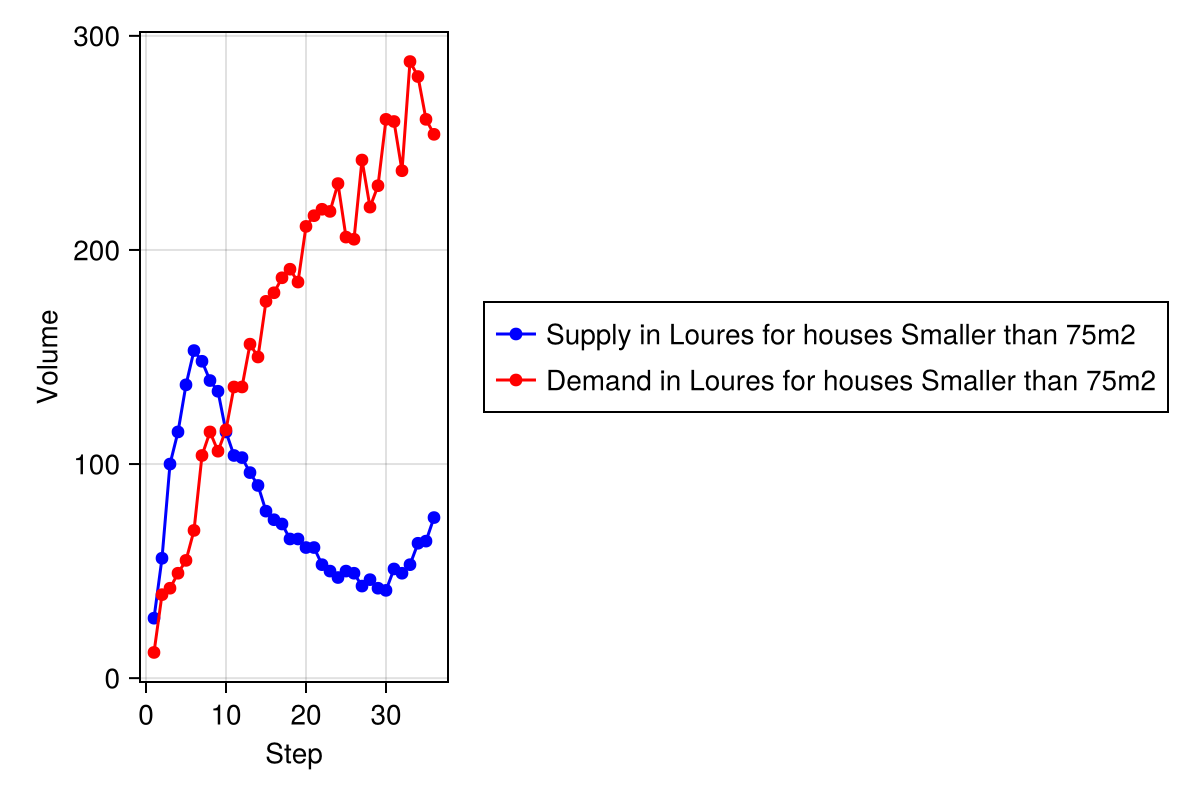 300
200
100
0
Volume
0 10 20 30
Step
Supply in Loures for houses Smaller than 75m2
Demand in Loures for houses Smaller than 75m2